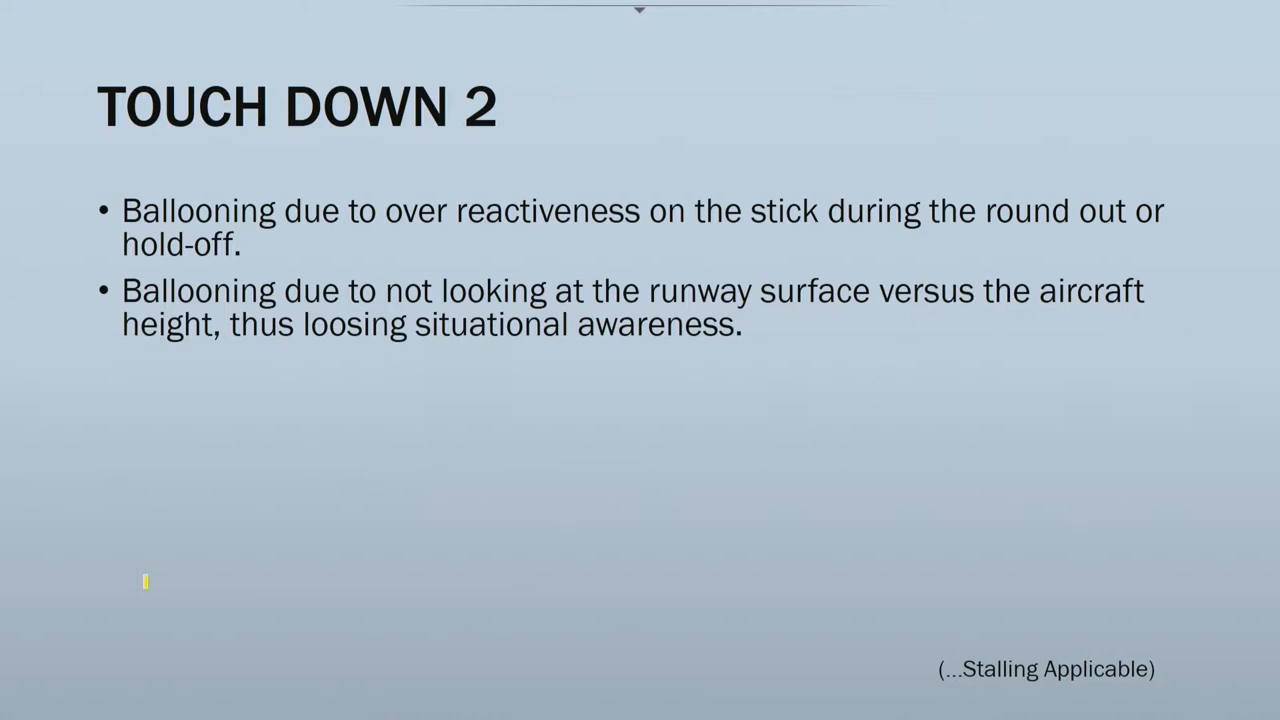 TOUCH DOWN 2
• Ballooning due to over reactiveness on the stick during the round out or
hold-off.
• Ballooning due to not looking at the runway surface versus the aircraft
height, thus loosing situational awareness.
(...Stalling Applicable)